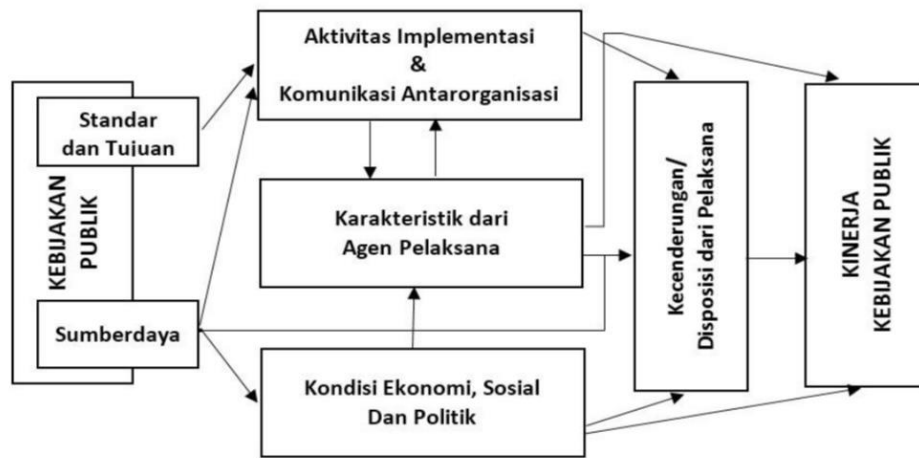 Aktivitas Implementasi
&
Komunikasi Antarorganisasi
KEBIJAKAN
PUBLIK
Standar
dan Tujuan
Karakteristik dari
Agen Pelaksana
Kecenderungan/
Disposisi dari Pelaksana
KINERJA
KEBIJAKAN PUBLIK
Sumberdaya
Kondisi Ekonomi, Sosial
Dan Politik